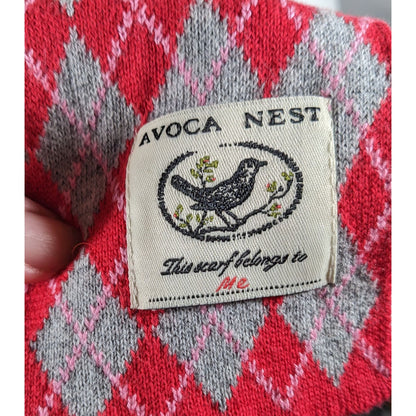 AVOCA NEST
This scarf belongs to
Me